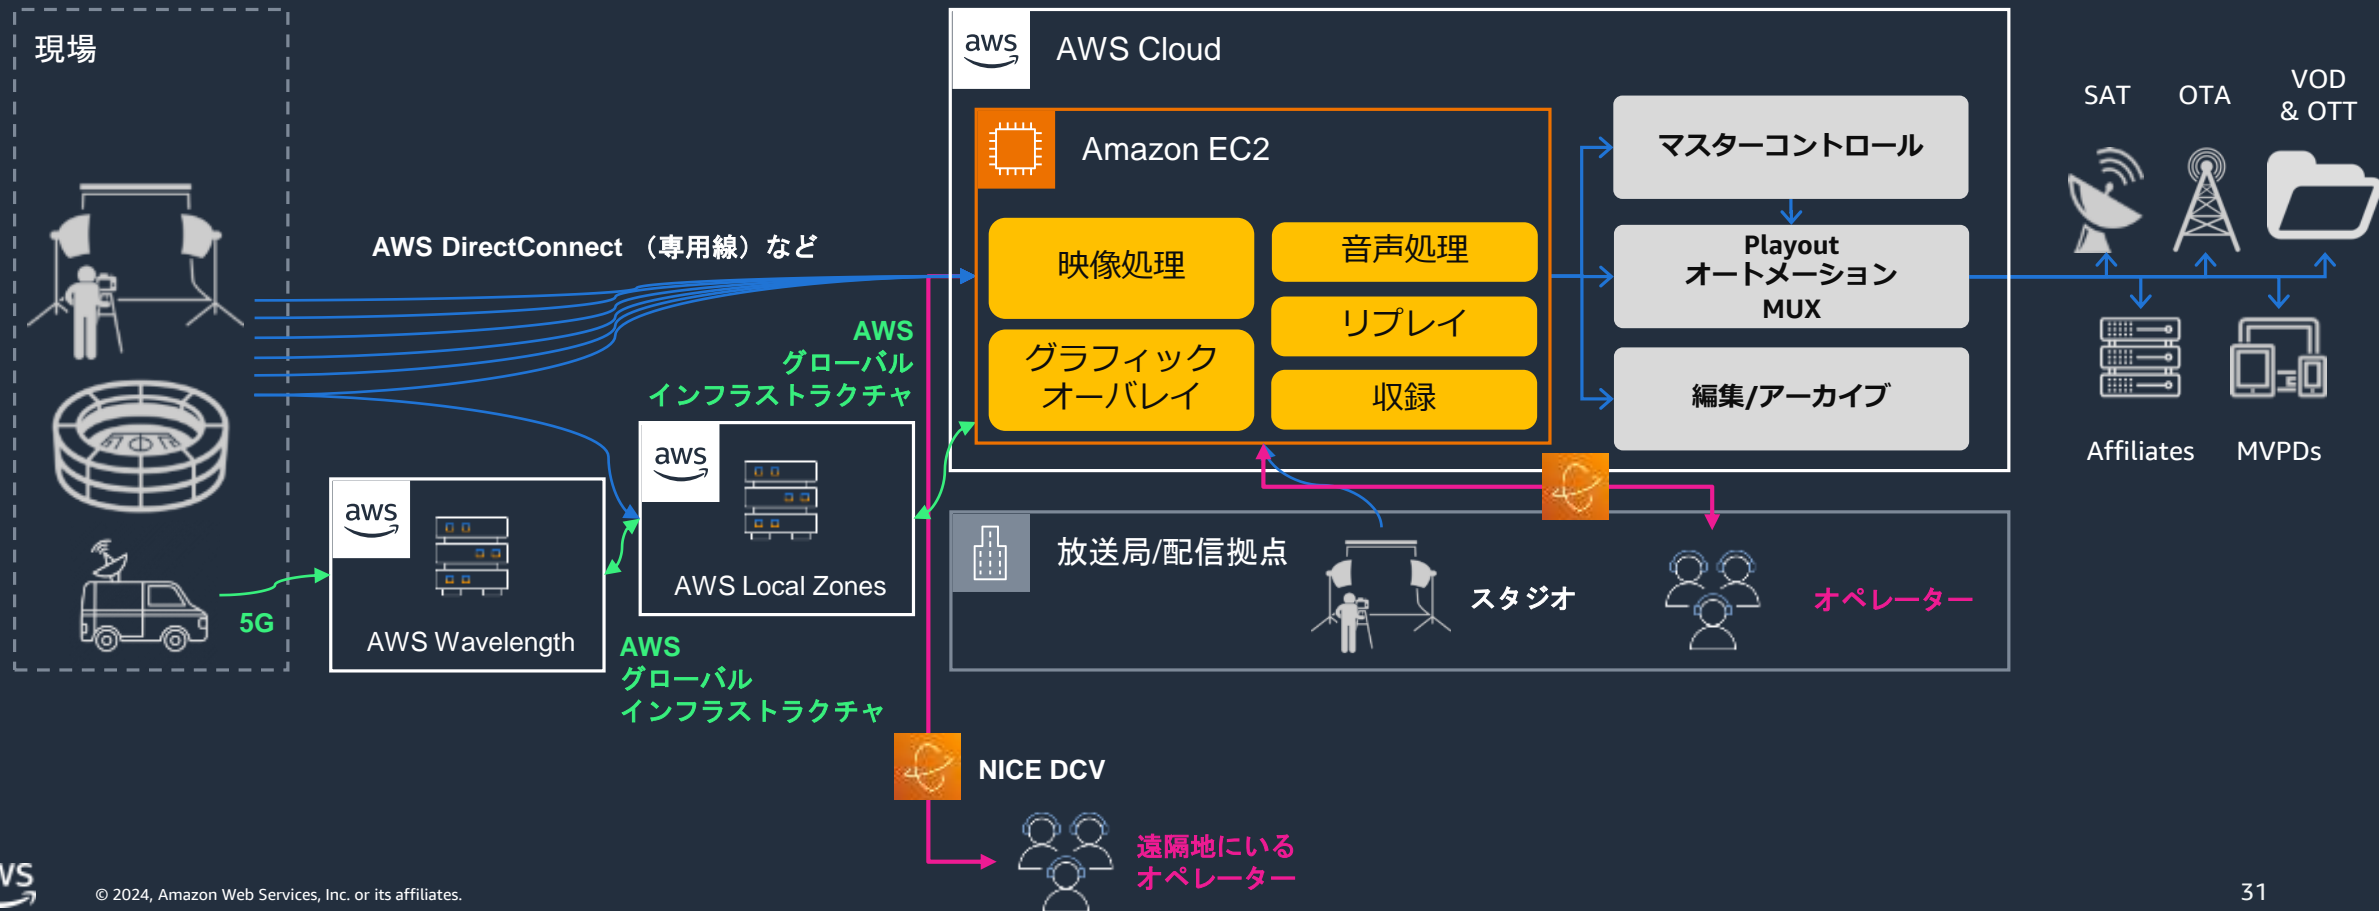 現場
AWS DirectConnect （専用線）など
AWS
グローバル
インフラストラクチャ
5G
aws
AWS Wavelength
aws
AWS Local Zones
AWS
グローバル
インフラストラクチャ
aws
AWS Cloud
Amazon EC2
映像処理
グラフィック
オーバレイ
音声処理
リプレイ
収録
マスターコントロール
Playout
オートメーション
MUX
編集/アーカイブ
SAT
OTA
VOD
& OTT
Affiliates
MVPDs
放送局/配信拠点
スタジオ
オペレーター
NICE DCV
遠隔地にいる
オペレーター
© 2024, Amazon Web Services, Inc. or its affiliates.
31